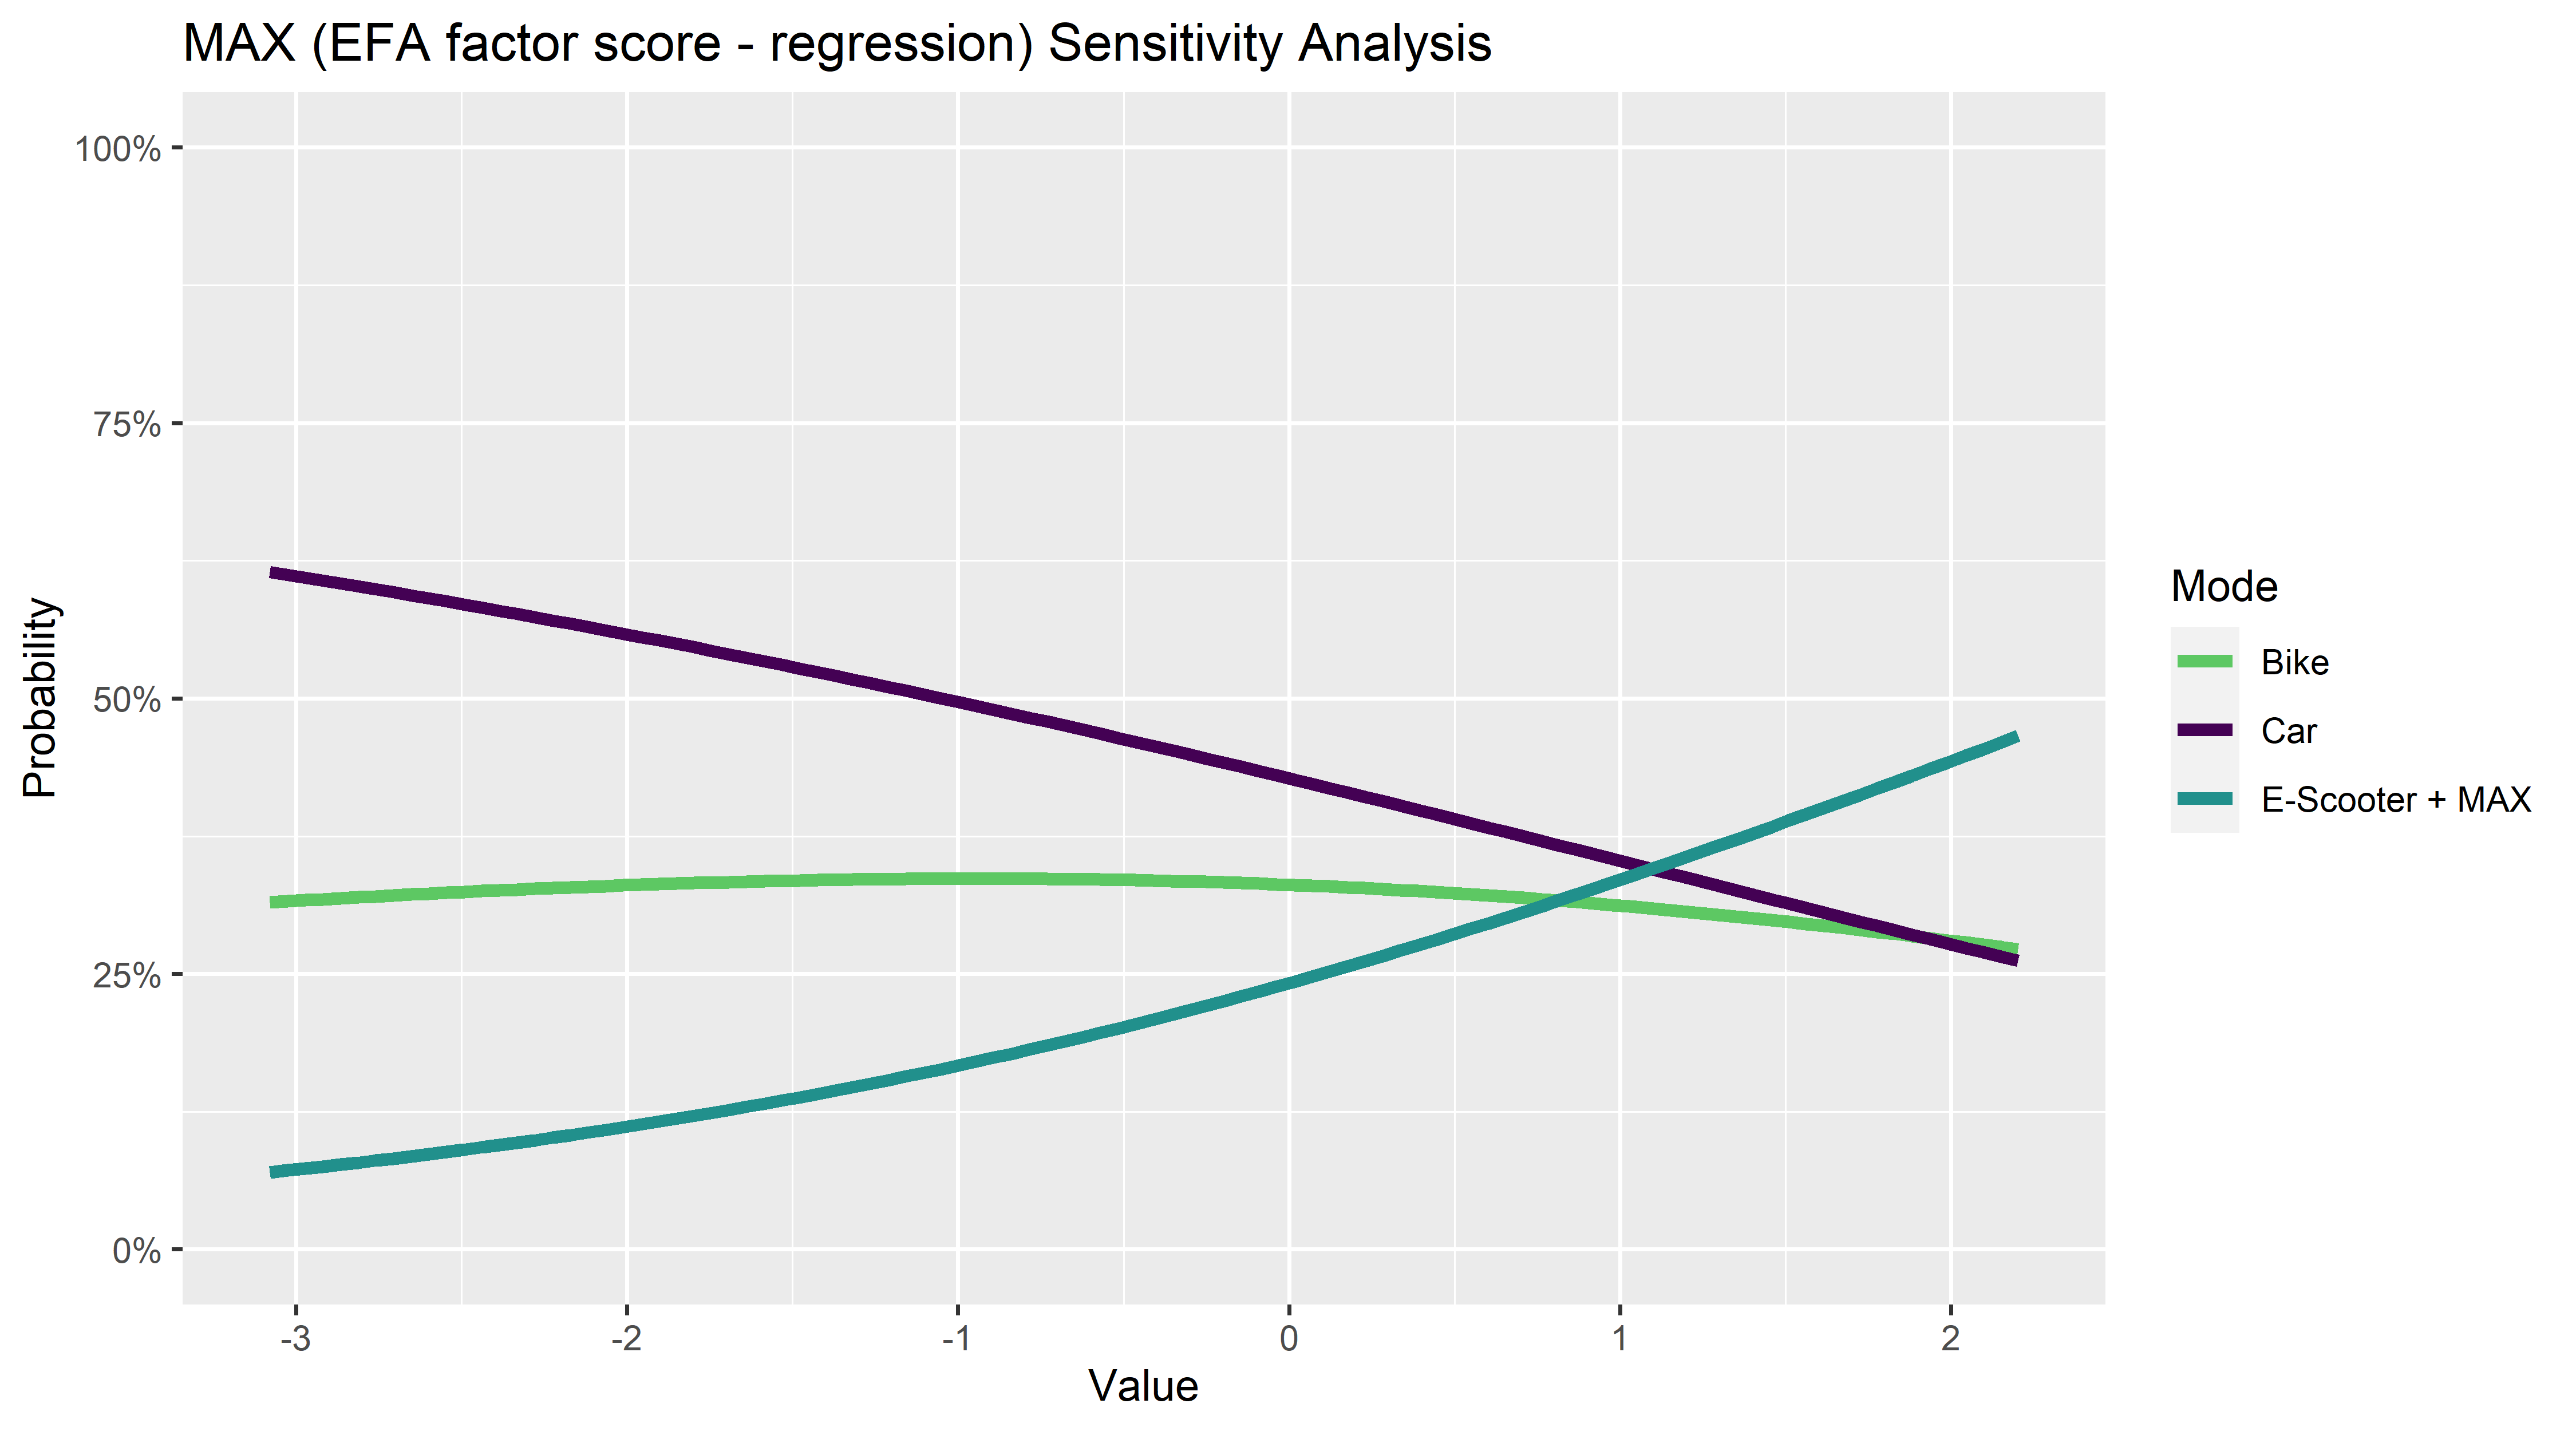 MAX (EFA factor score - regression) Sensitivity Analysis
100%
75%
50%
25%
0%
Probability
-3 -2 -1 0 1 2
Value
Mode
Bike
Car
E-Scooter + MAX